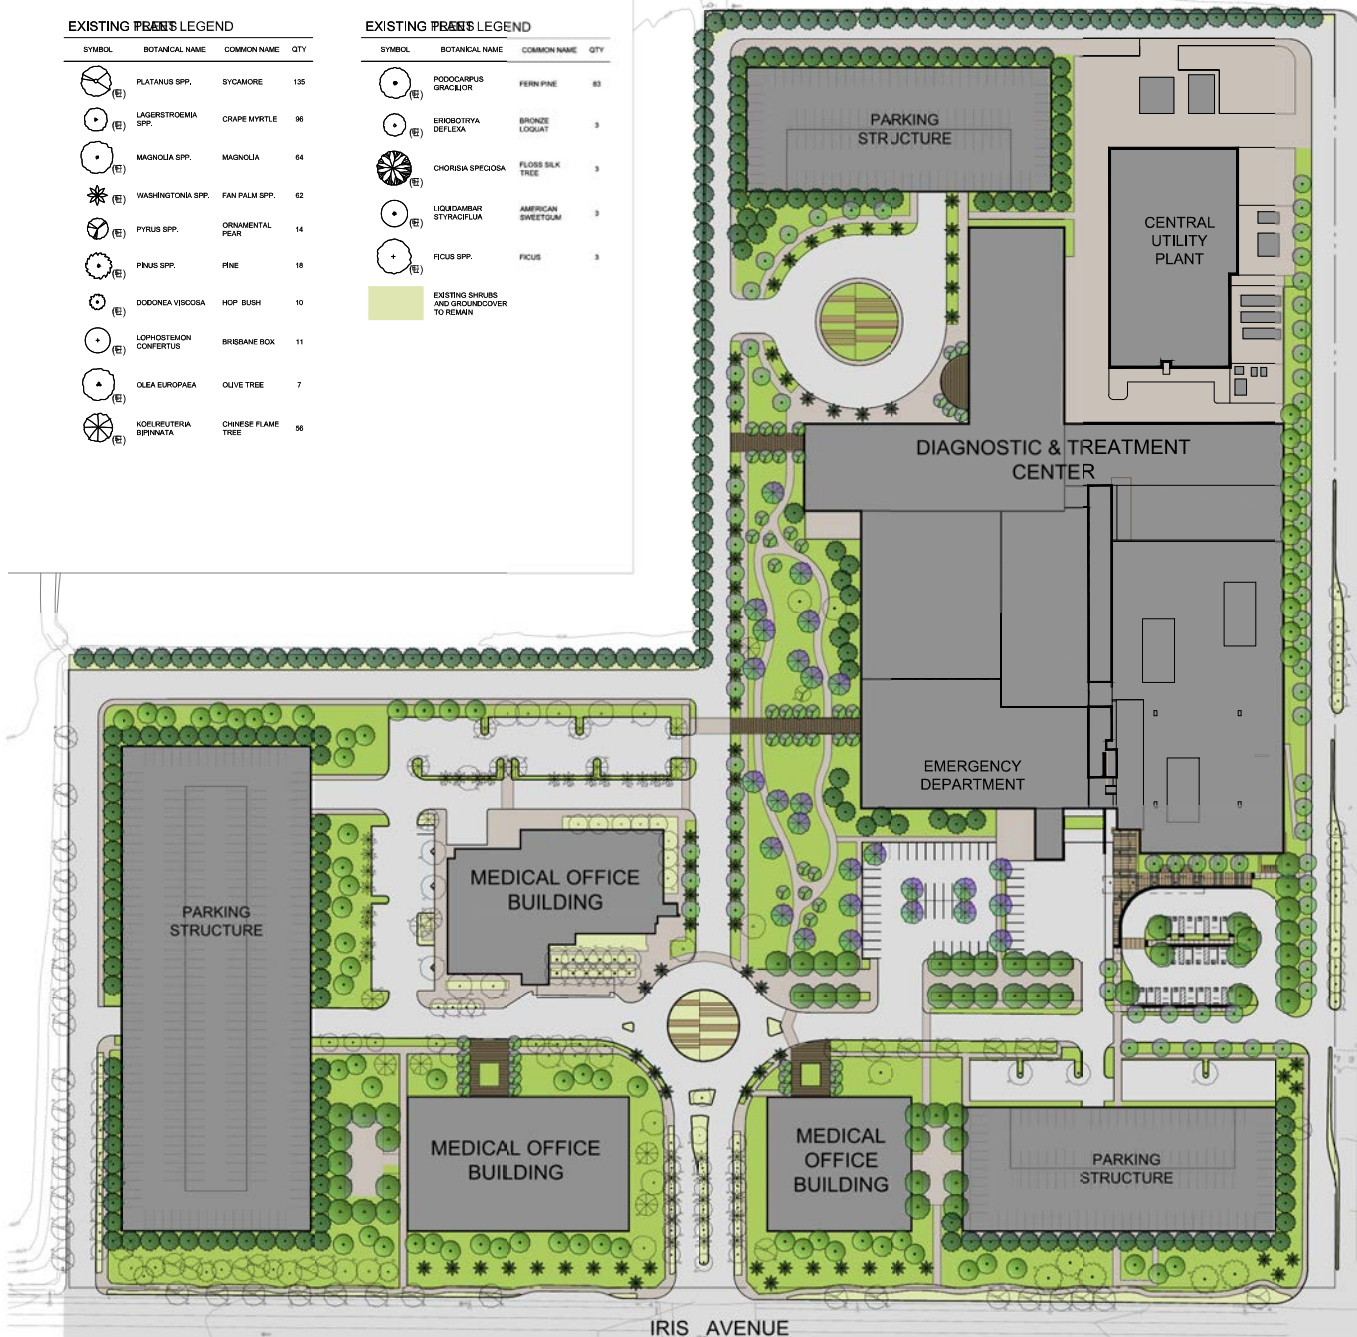 EXISTING PLANT LEGEND
SYMBOL BOTANICAL NAME COMMON NAME QTY
(E) PLATANUS SPP. SYCAMORE 135
(E) LAGERSTROEMIA SPP. CRAPE MYRTLE 96
(E) MAGNOLIA SPP. MAGNOLIA 64
(E) WASHINGTONIA SPP. FAN PALM SPP. 62
(E) PYRUS SPP. ORNAMENTAL PEAR 14
(E) PINUS SPP. PINE 18
(E) DODONEA VISCOSA HOP BUSH 10
(E) LOPHOSTEMON CONFERTUS BRISBANE BOX 11
(E) OLEA EUROPAEA OLIVE TREE 7
(E) KOELREUTERIA BIPINNATA CHINESE FLAME TREE 56
EXISTING PLANT LEGEND
SYMBOL BOTANICAL NAME COMMON NAME QTY
(E) PODOCARPUS GRACILIOR FERN PINE 83
(E) ERIOBOTRYA DEFLEXA BRONZE LOQUAT 3
(E) CHORISIA SPECIOSA FLOSS SILK TREE 3
(E) LIQUIDAMBAR STYRACIFLUA AMERICAN SWEETGUM 3
(E) FICUS SPP. FICUS 3
EXISTING SHRUBS
AND GROUNDCOVER
TO REMAIN
PARKING
STRUCTURE
CENTRAL
UTILITY
PLANT
DIAGNOSTIC & TREATMENT
CENTER
EMERGENCY
DEPARTMENT
MEDICAL OFFICE
BUILDING
PARKING
STRUCTURE
MEDICAL OFFICE
BUILDING
MEDICAL
OFFICE
BUILDING
PARKING
STRUCTURE
IRIS AVENUE